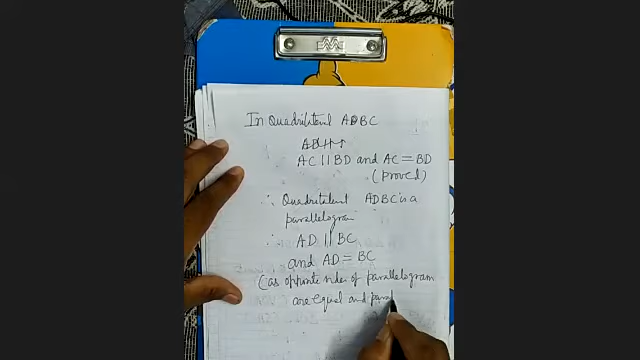 In Quadrilateral ADBC
AC || BD and AC = BD
(proved)
∴ Quadrilateral ADBC is a
parallelogram
∴ AD || BC
and AD = BC
(as opposite sides of parallelogram
are equal and paral